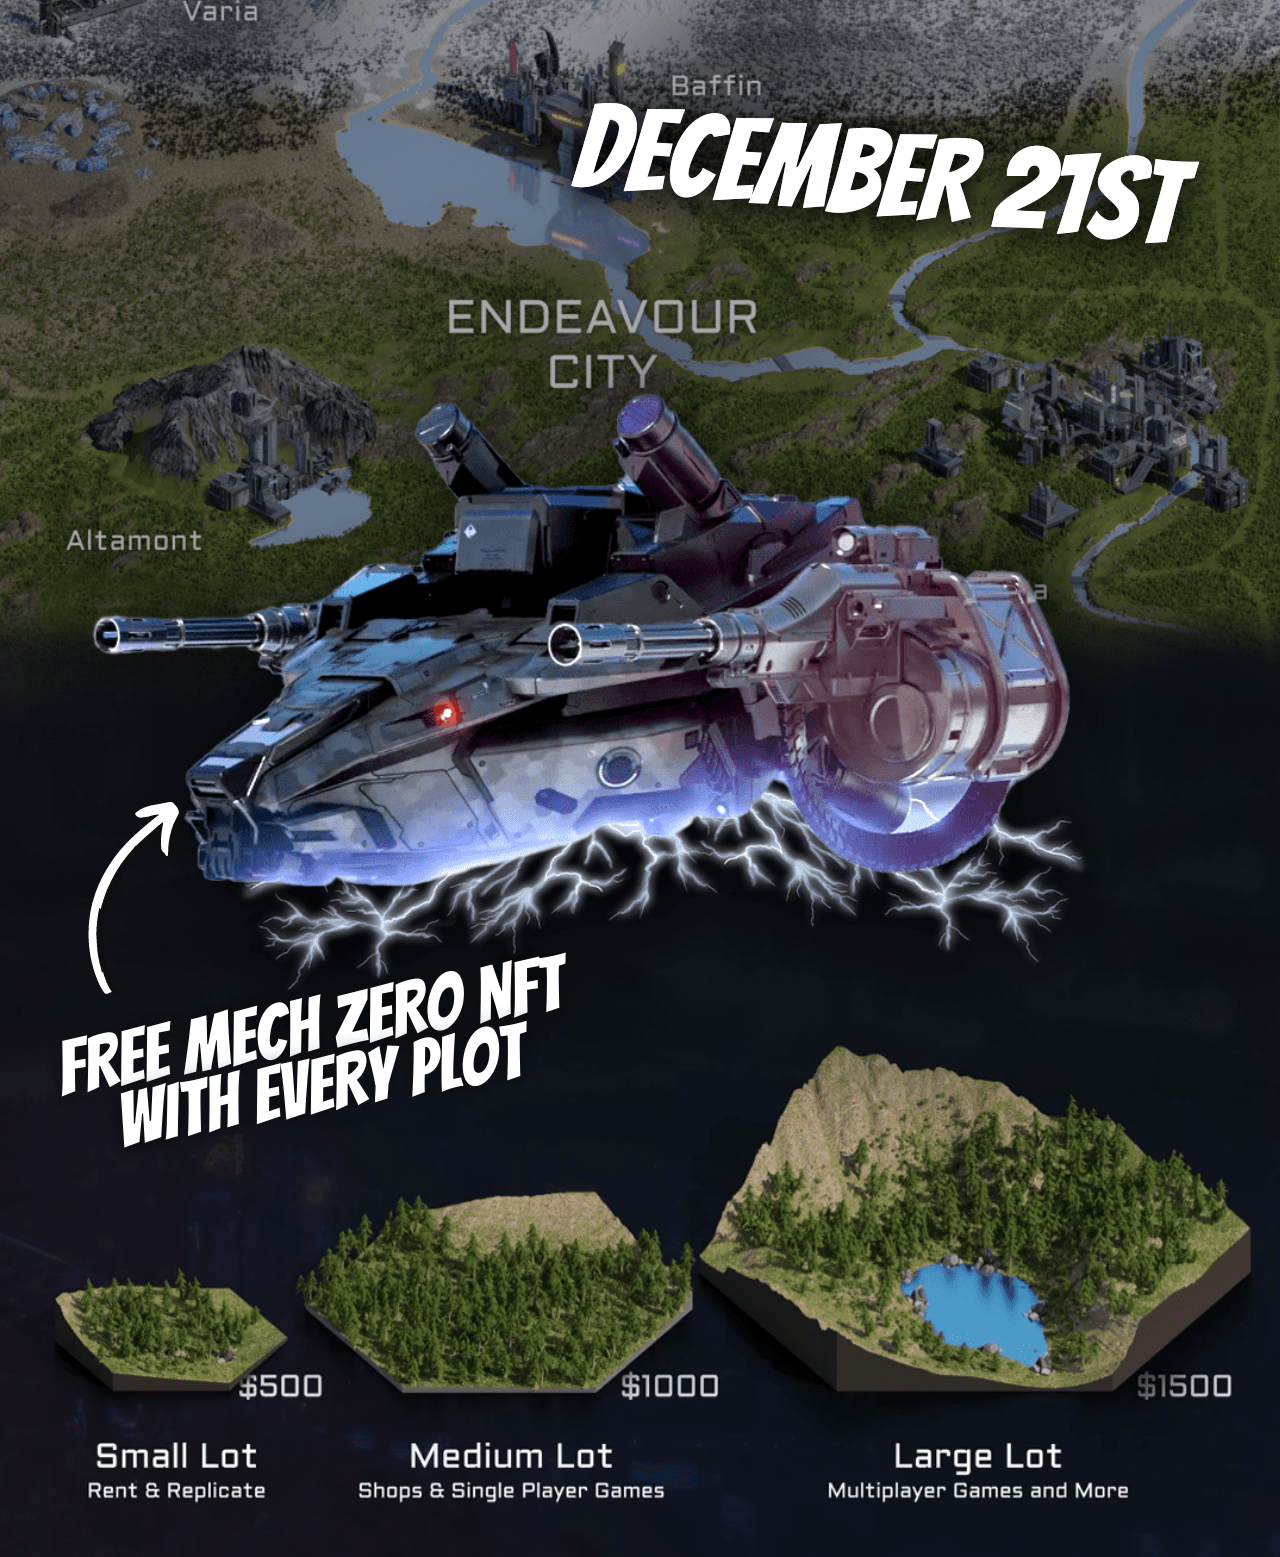 Varia
Baffin
DECEMBER 21ST
ENDEAVOUR
CITY
Altamont
FREE MECH ZERO NFT
WITH EVERY PLOT
$500
$1000
$1500
Small Lot
Rent & Replicate
Medium Lot
Shops & Single Player Games
Large Lot
Multiplayer Games and More